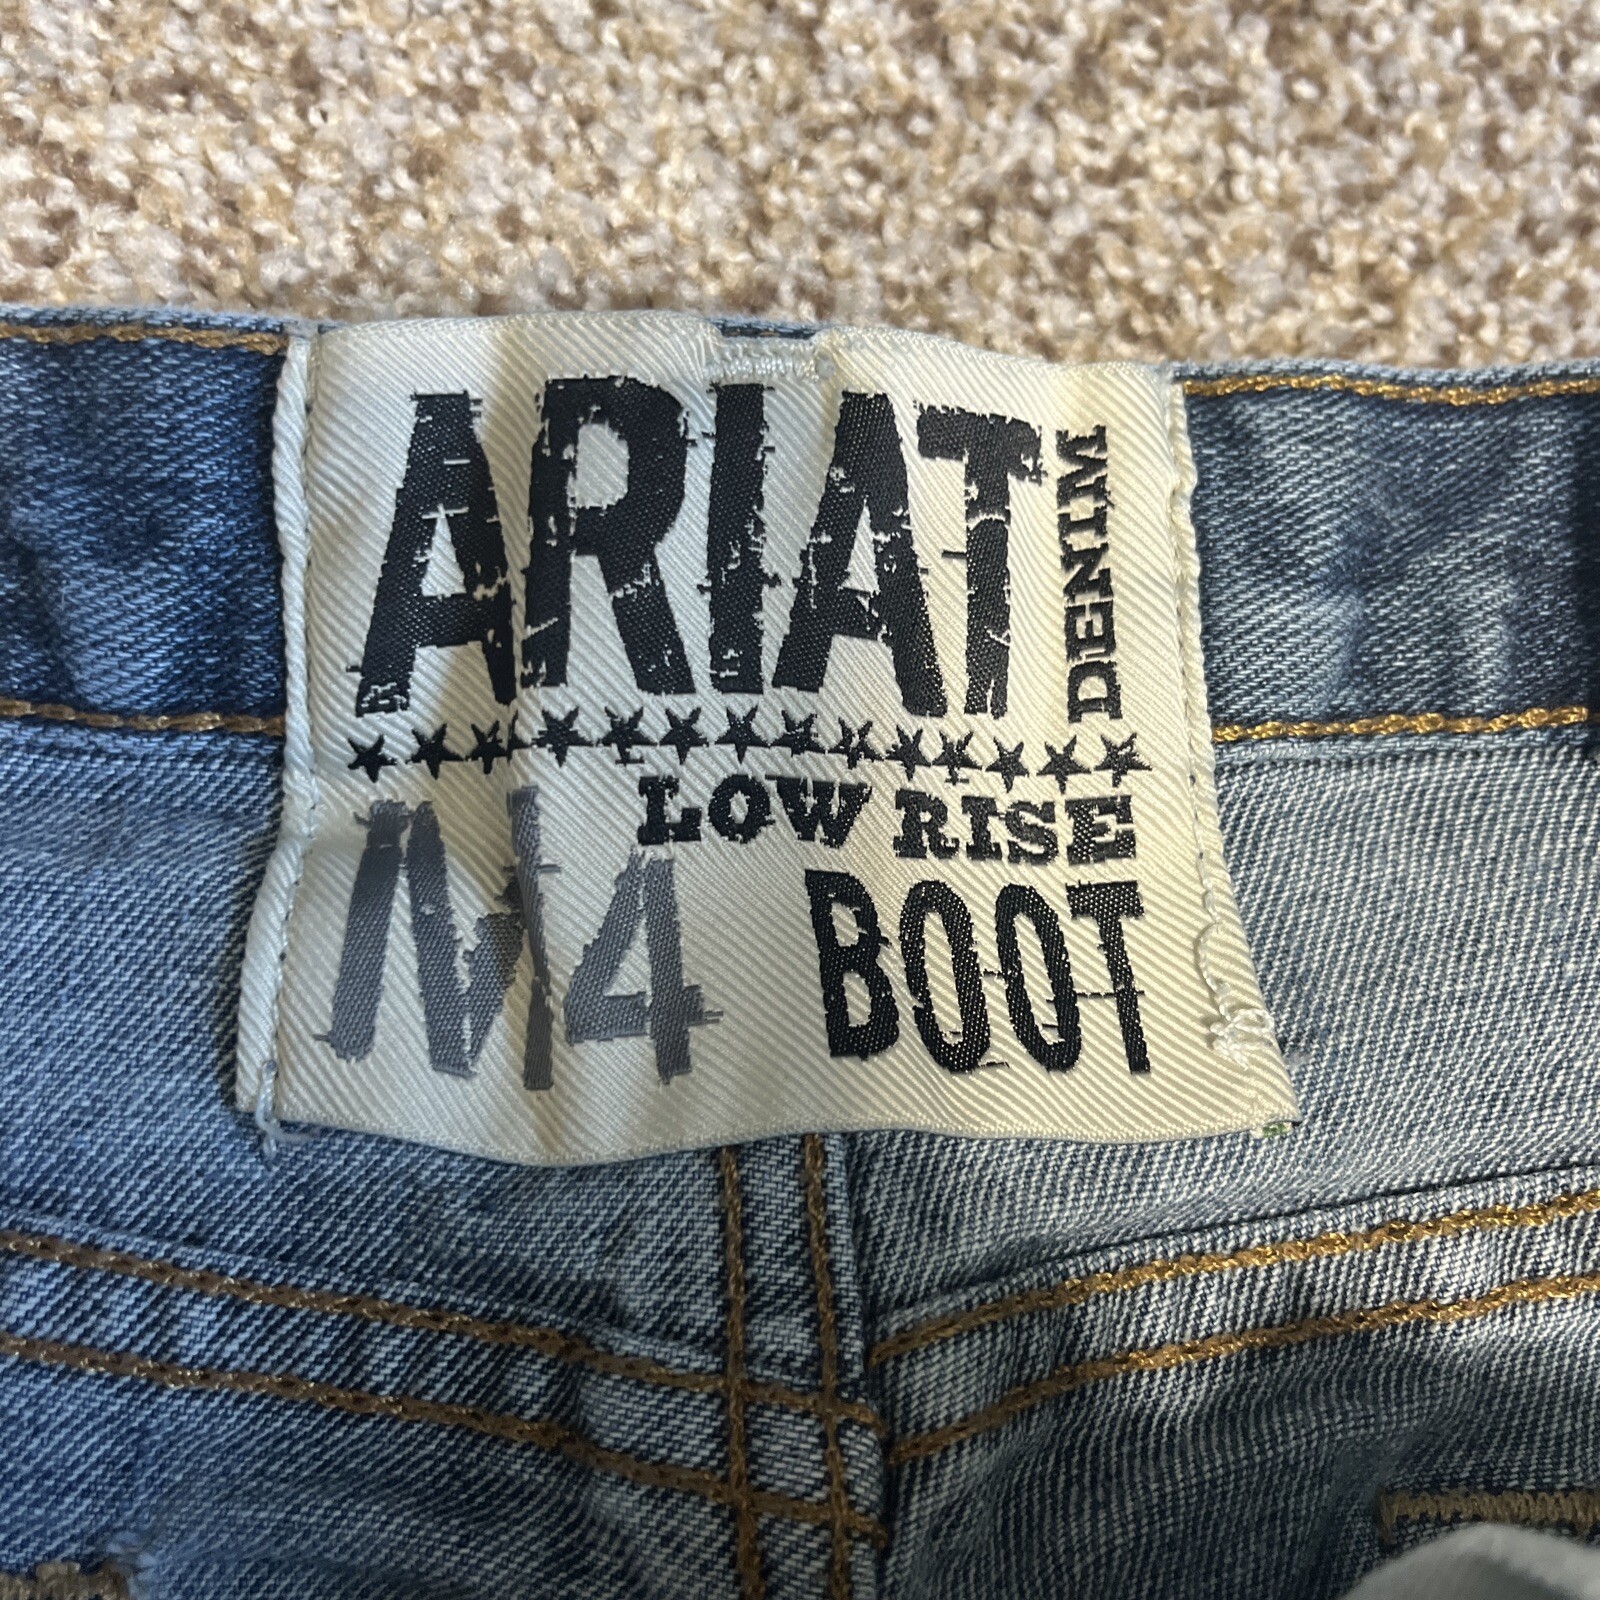 ARIAT
DENIM
LOW RISE
M4 BOOT